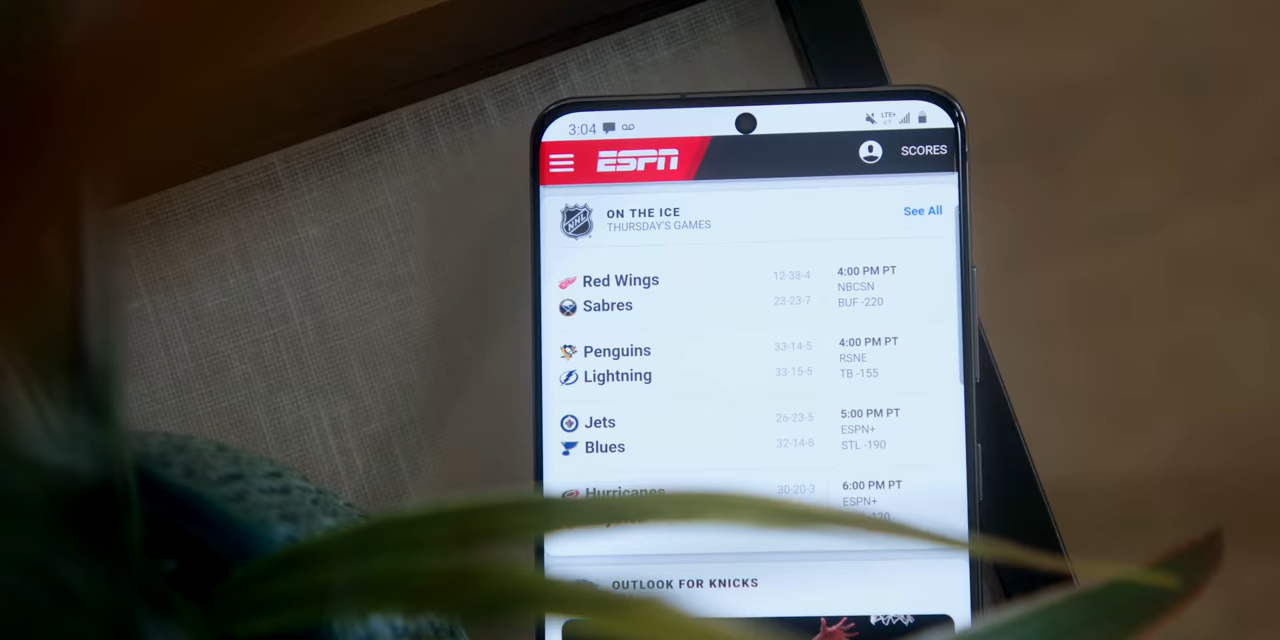 3:04
LTE+
ESPN
SCORES
NHL
ON THE ICE
THURSDAY'S GAMES
See All
Red Wings 12-38-4 4:00 PM PT
NBCSN
Sabres 23-23-7 BUF -220
Penguins 33-14-5 4:00 PM PT
RSNE
Lightning 33-15-5 TB -155
Jets 26-23-5 5:00 PM PT
ESPN+
Blues 32-14-8 STL -190
Hurricanes 30-20-3 6:00 PM PT
ESPN+
OUTLOOK FOR KNICKS